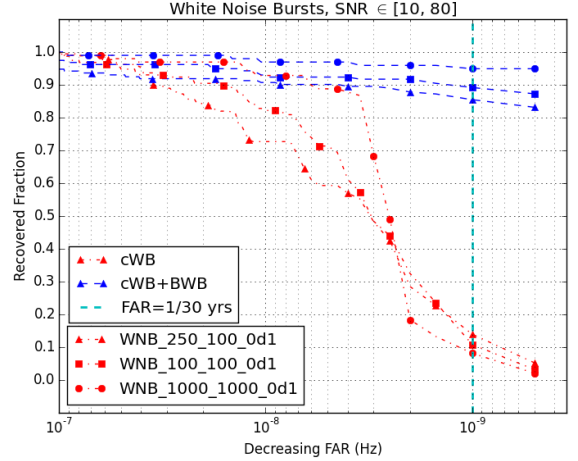 White Noise Bursts, SNR ∈ [10, 80]
1.0
0.9
0.8
0.7
0.6
0.5
0.4
0.3
0.2
0.1
0.0
Recovered Fraction
cWB
cWB+BWB
FAR=1/30 yrs
WNB_250_100_0d1
WNB_100_100_0d1
WNB_1000_1000_0d1
10⁻⁷ 10⁻⁸ 10⁻⁹
Decreasing FAR (Hz)